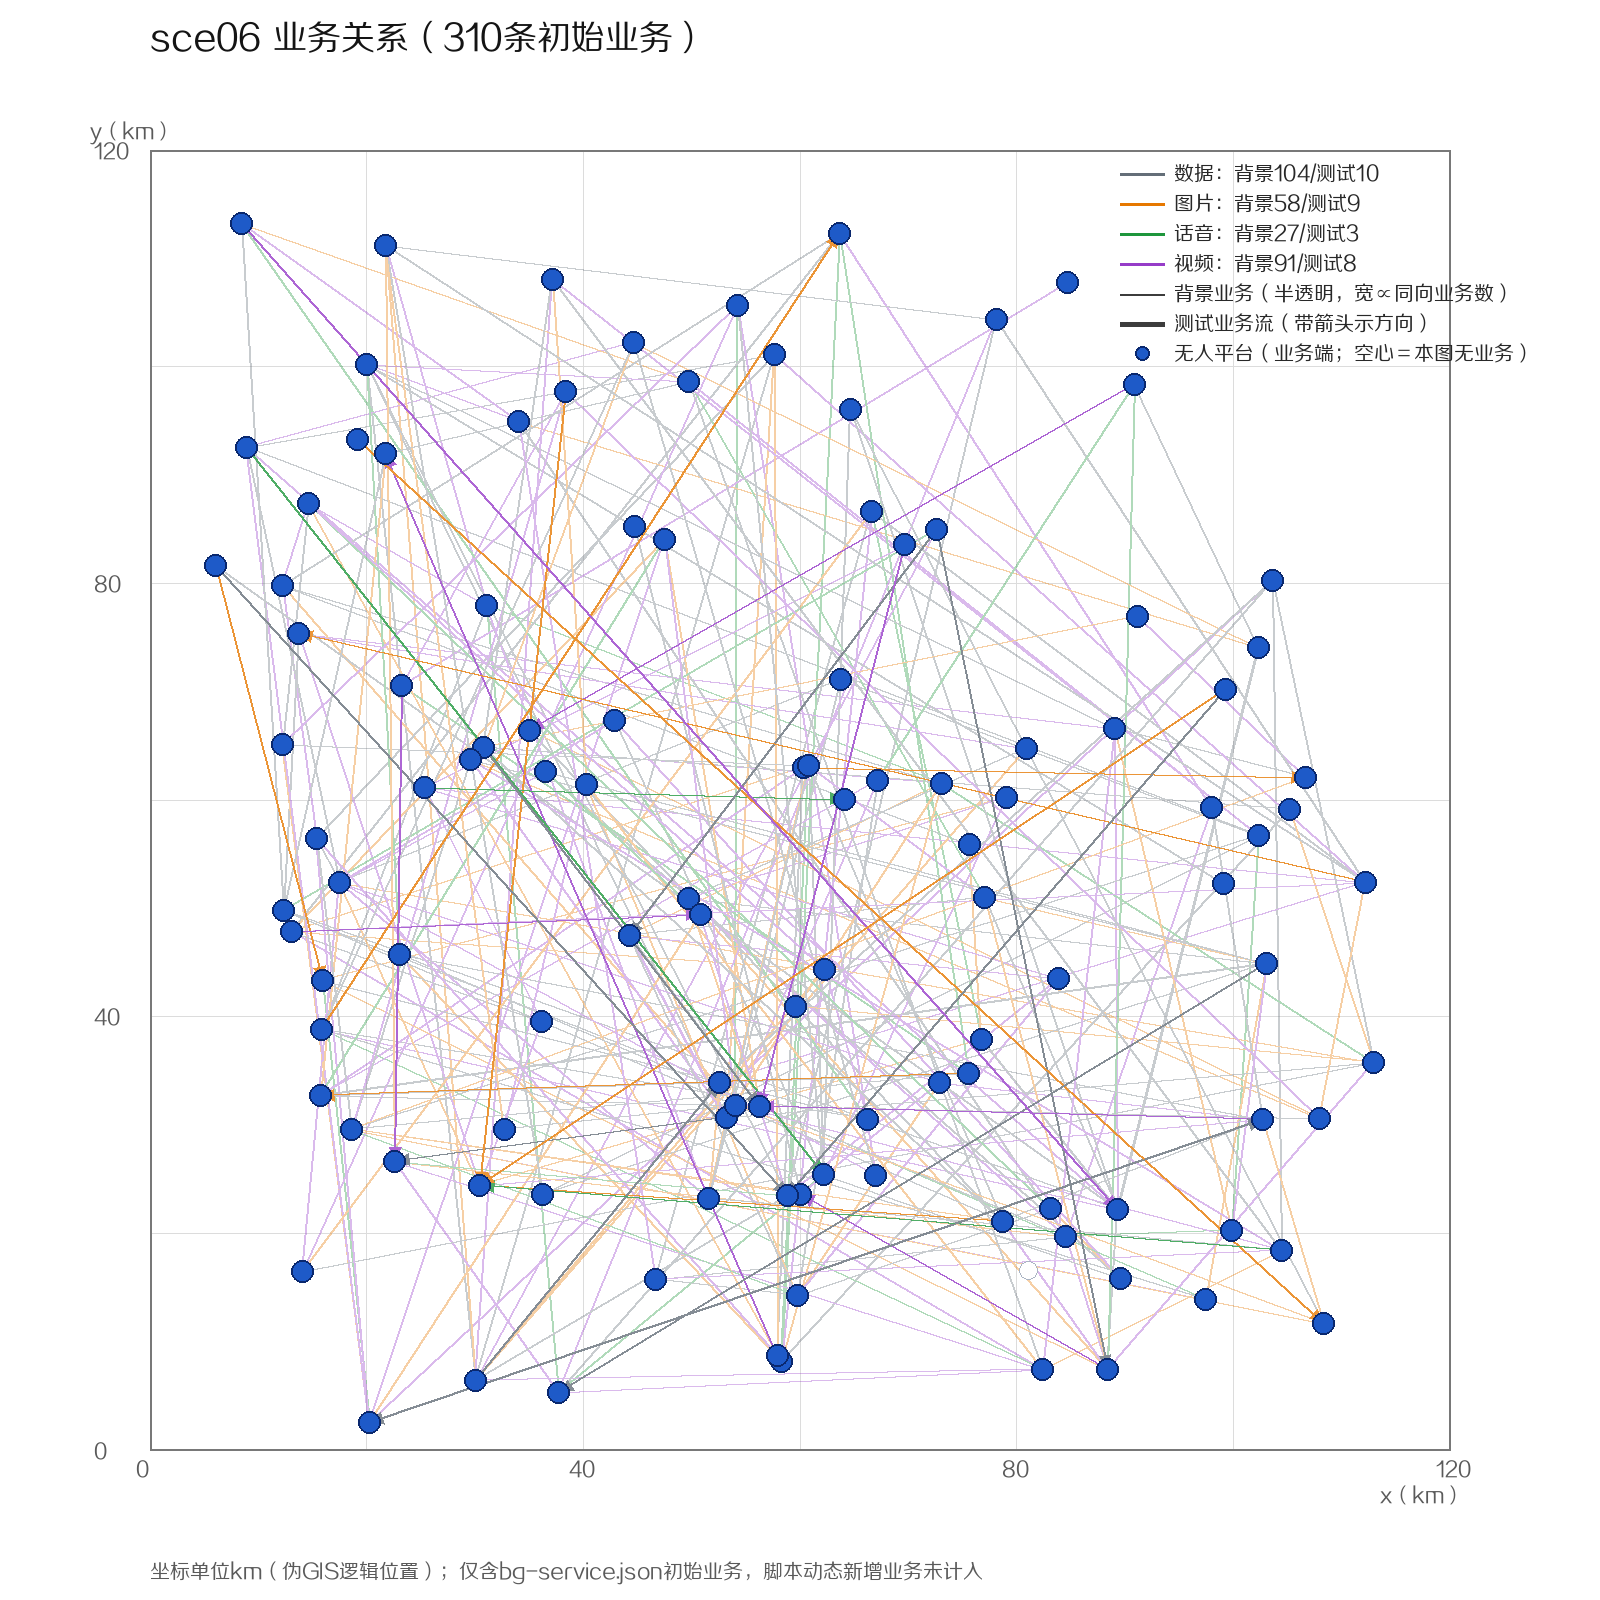 sce06 业务关系（310条初始业务）
y（km）
120
数据：背景104/测试10
图片：背景58/测试9
话音：背景27/测试3
视频：背景91/测试8
背景业务（半透明，宽∝同向业务数）
测试业务流（带箭头示方向）
无人平台（业务端；空心＝本图无业务）
80
40
0
0 40 80 120
x（km）
坐标单位km（伪GIS逻辑位置）；仅含bg-service.json初始业务，脚本动态新增业务未计入